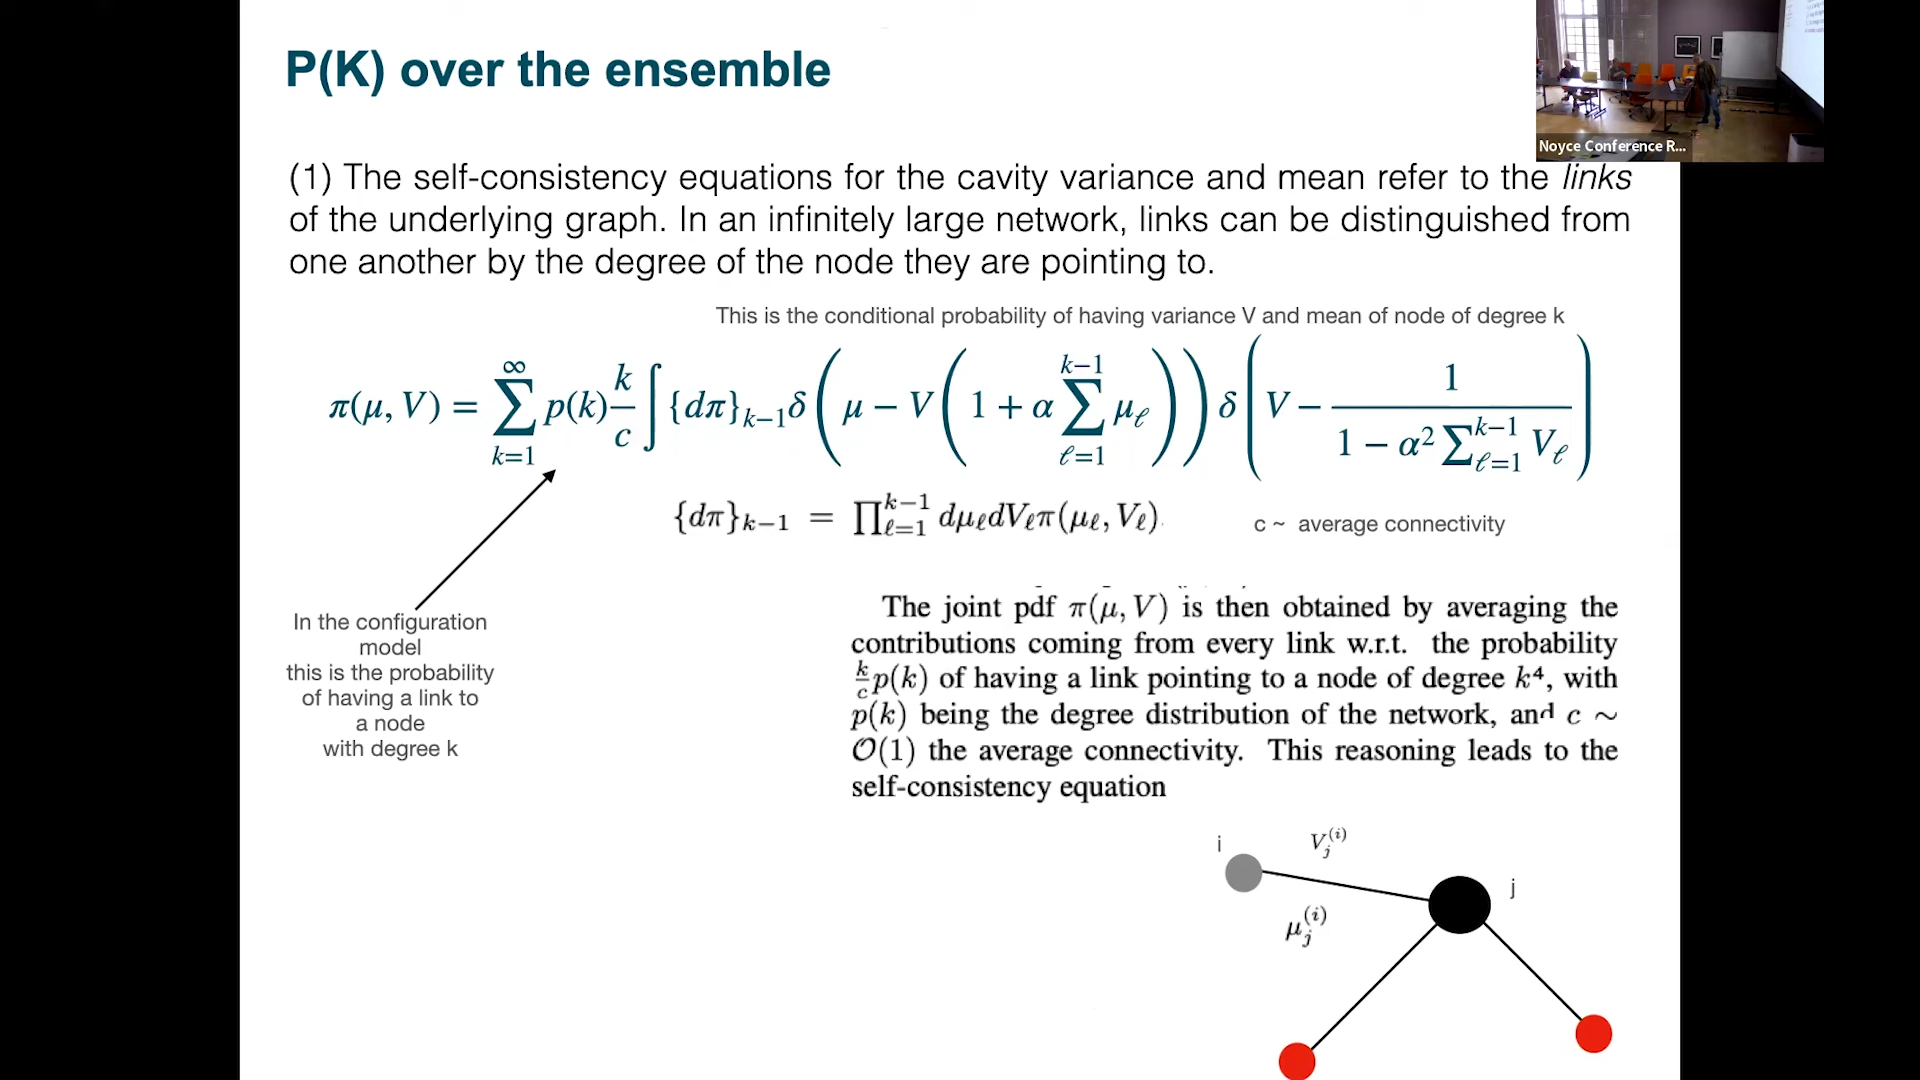 P(K) over the ensemble
Noyce Conference R...
(1) The self-consistency equations for the cavity variance and mean refer to the links
of the underlying graph. In an infinitely large network, links can be distinguished from
one another by the degree of the node they are pointing to.
This is the conditional probability of having variance V and mean of node of degree k
π(μ, V) = ∑_{k=1}^{∞} p(k) k/c ∫ {dπ}_{k−1} δ( μ − V( 1 + α ∑_{ℓ=1}^{k−1} μ_ℓ ) ) δ( V − 1/(1 − α² ∑_{ℓ=1}^{k−1} V_ℓ) )
{dπ}_{k−1} = ∏_{ℓ=1}^{k−1} dμ_ℓ dV_ℓ π(μ_ℓ, V_ℓ)
c ~ average connectivity
In the configuration
model
this is the probability
of having a link to
a node
with degree k
The joint pdf π(μ, V) is then obtained by averaging the
contributions coming from every link w.r.t. the probability
k/c p(k) of having a link pointing to a node of degree k⁴, with
p(k) being the degree distribution of the network, and c ∼
𝒪(1) the average connectivity. This reasoning leads to the
self-consistency equation
i
V_j^{(i)}
j
μ_j^{(i)}